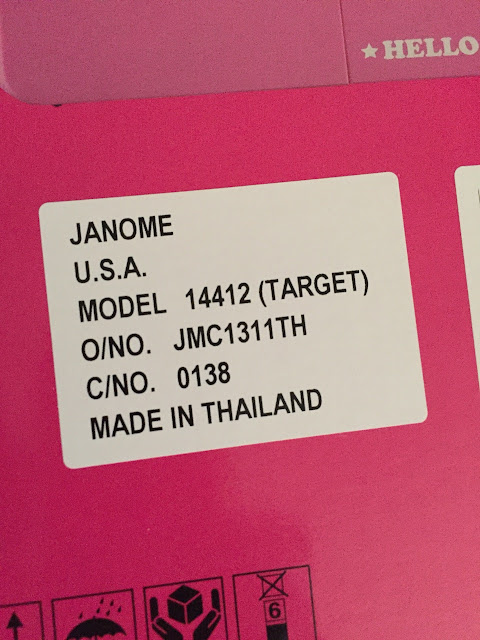 ★HELLO
JANOME
U.S.A.
MODEL 14412 (TARGET)
O/NO. JMC1311TH
C/NO. 0138
MADE IN THAILAND
6